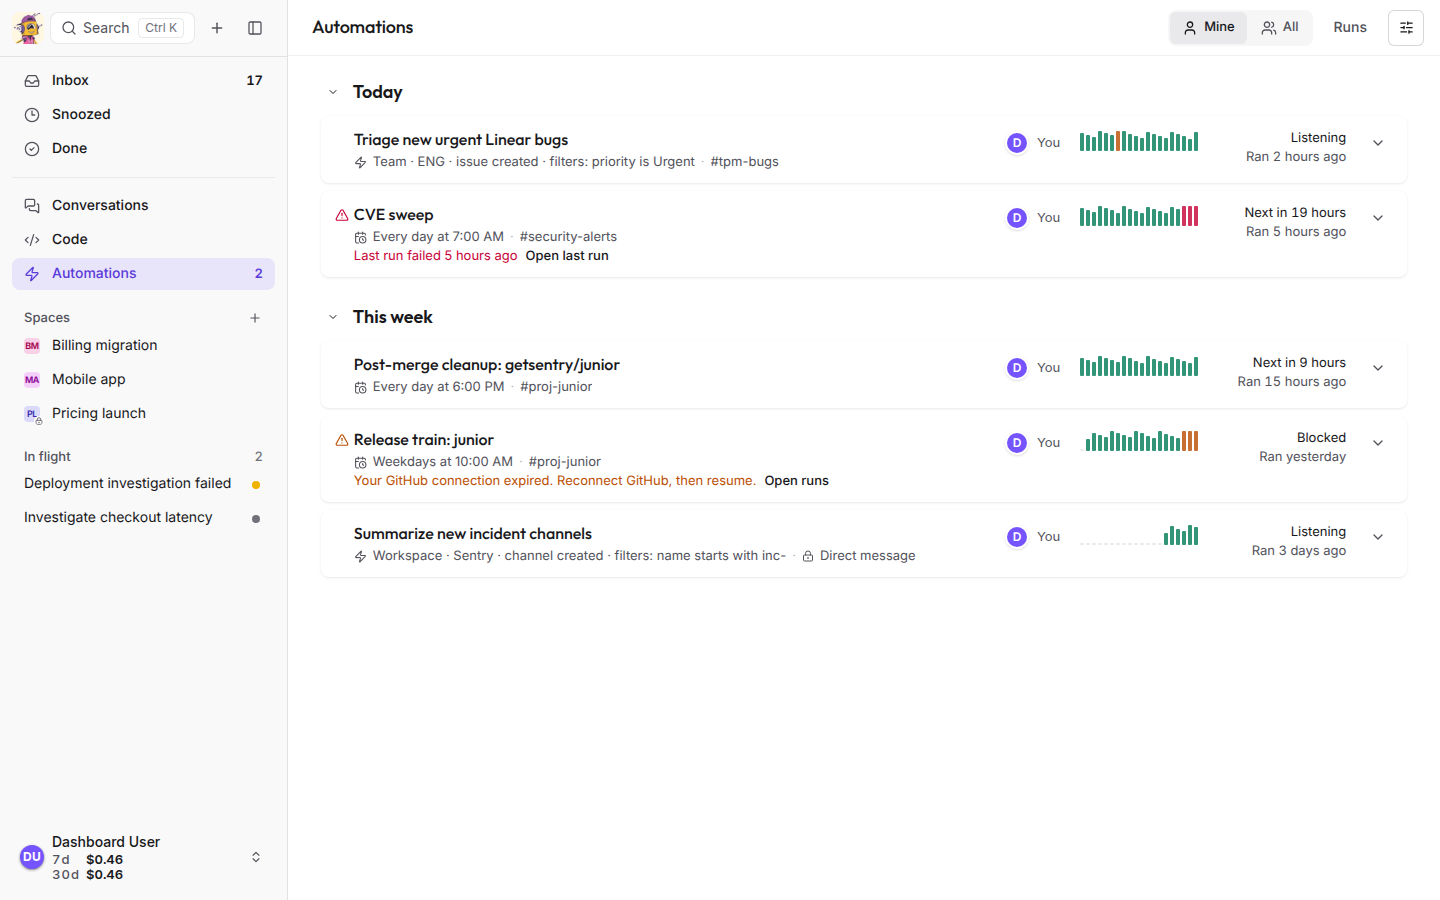 Search Ctrl K
Inbox 17
Snoozed
Done
Conversations
Code
Automations 2
Spaces
BM Billing migration
MA Mobile app
PL Pricing launch
In flight 2
Deployment investigation failed
Investigate checkout latency
DU Dashboard User
7d $0.46
30d $0.46
Automations Mine All Runs
Today
Triage new urgent Linear bugs
Team · ENG · issue created · filters: priority is Urgent · #tpm-bugs
D You
Listening
Ran 2 hours ago
CVE sweep
Every day at 7:00 AM · #security-alerts
Last run failed 5 hours ago Open last run
D You
Next in 19 hours
Ran 5 hours ago
This week
Post-merge cleanup: getsentry/junior
Every day at 6:00 PM · #proj-junior
D You
Next in 9 hours
Ran 15 hours ago
Release train: junior
Weekdays at 10:00 AM · #proj-junior
Your GitHub connection expired. Reconnect GitHub, then resume. Open runs
D You
Blocked
Ran yesterday
Summarize new incident channels
Workspace · Sentry · channel created · filters: name starts with inc- · Direct message
D You
Listening
Ran 3 days ago